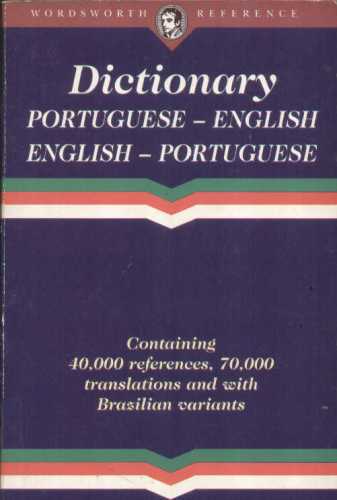 WORDSWORTH REFERENCE
Dictionary
PORTUGUESE – ENGLISH
ENGLISH – PORTUGUESE
Containing
40,000 references, 70,000
translations and with
Brazilian variants